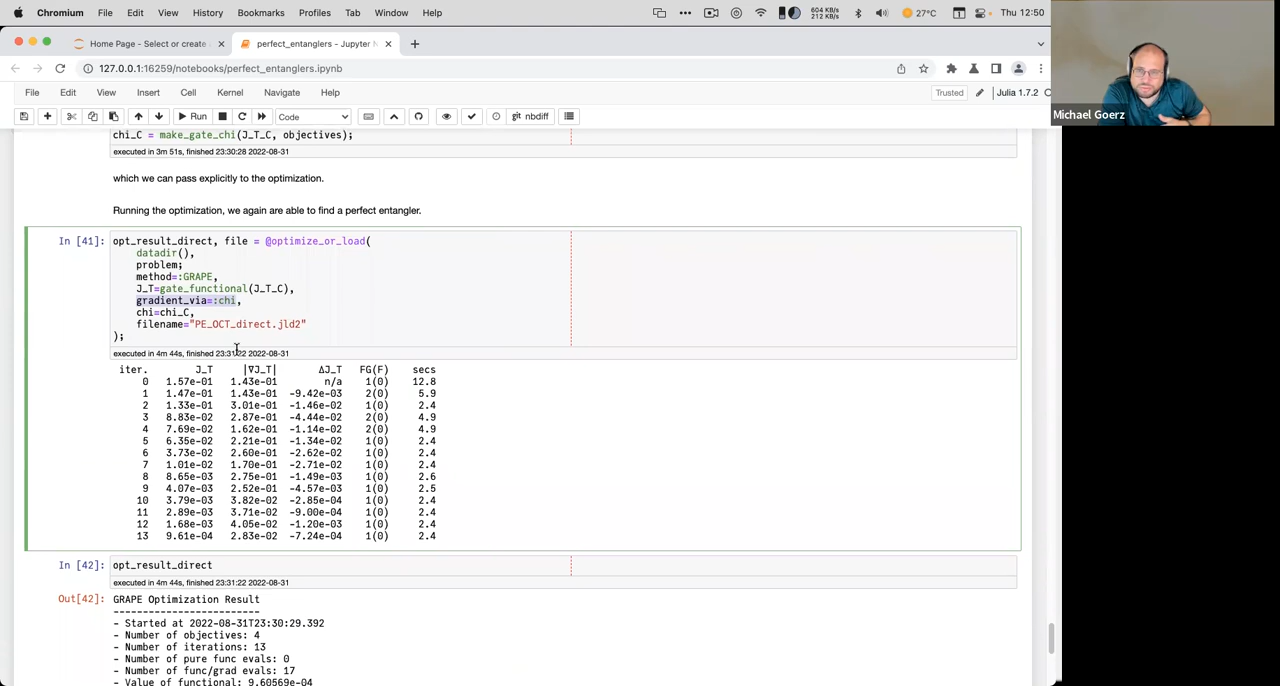 Chromium File Edit View History Bookmarks Profiles Tab Window Help 604 KB/s 212 KB/s 27°C Thu 12:50
Home Page - Select or create perfect_entanglers - Jupyter N
127.0.0.1:16259/notebooks/perfect_entanglers.ipynb
File Edit View Insert Cell Kernel Navigate Help Trusted Julia 1.7.2
Run Code nbdiff
Michael Goerz
chi_C = make_gate_chi(J_T_C, objectives);
executed in 3m 51s, finished 23:30:28 2022-08-31
which we can pass explicitly to the optimization.
Running the optimization, we again are able to find a perfect entangler.
In [41]: opt_result_direct, file = @optimize_or_load(
datadir(),
problem;
method=:GRAPE,
J_T=gate_functional(J_T_C),
gradient_via=:chi,
chi=chi_C,
filename="PE_OCT_direct.jld2"
);
executed in 4m 44s, finished 23:31:22 2022-08-31
iter. J_T |∇J_T| ΔJ_T FG(F) secs
0 1.57e-01 1.43e-01 n/a 1(0) 12.8
1 1.47e-01 1.43e-01 -9.42e-03 2(0) 5.9
2 1.33e-01 3.01e-01 -1.46e-02 1(0) 2.4
3 8.83e-02 2.87e-01 -4.44e-02 2(0) 4.9
4 7.69e-02 1.62e-01 -1.14e-02 2(0) 4.9
5 6.35e-02 2.21e-01 -1.34e-02 1(0) 2.4
6 3.73e-02 2.60e-01 -2.62e-02 1(0) 2.4
7 1.01e-02 1.70e-01 -2.71e-02 1(0) 2.4
8 8.65e-03 2.75e-01 -1.49e-03 1(0) 2.6
9 4.07e-03 2.52e-01 -4.57e-03 1(0) 2.5
10 3.79e-03 3.82e-02 -2.85e-04 1(0) 2.4
11 2.89e-03 3.71e-02 -9.00e-04 1(0) 2.4
12 1.68e-03 4.05e-02 -1.20e-03 1(0) 2.4
13 9.61e-04 2.83e-02 -7.24e-04 1(0) 2.4
In [42]: opt_result_direct
executed in 4m 44s, finished 23:31:22 2022-08-31
Out[42]: GRAPE Optimization Result
-------------------------
- Started at 2022-08-31T23:30:29.392
- Number of objectives: 4
- Number of iterations: 13
- Number of pure func evals: 0
- Number of func/grad evals: 17
- Value of functional: 9.60569e-04